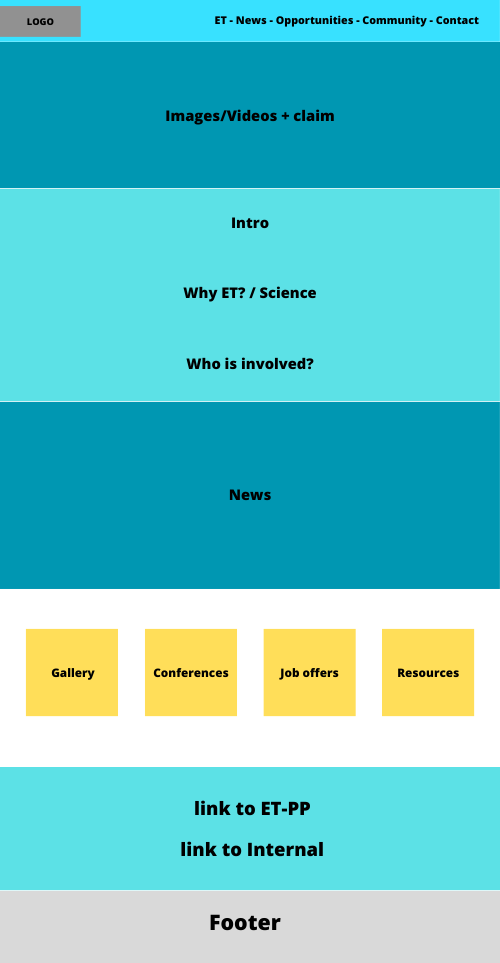 LOGO
ET - News - Opportunities - Community - Contact
Images/Videos + claim
Intro
Why ET? / Science
Who is involved?
News
Gallery
Conferences
Job offers
Resources
link to ET-PP
link to Internal
Footer